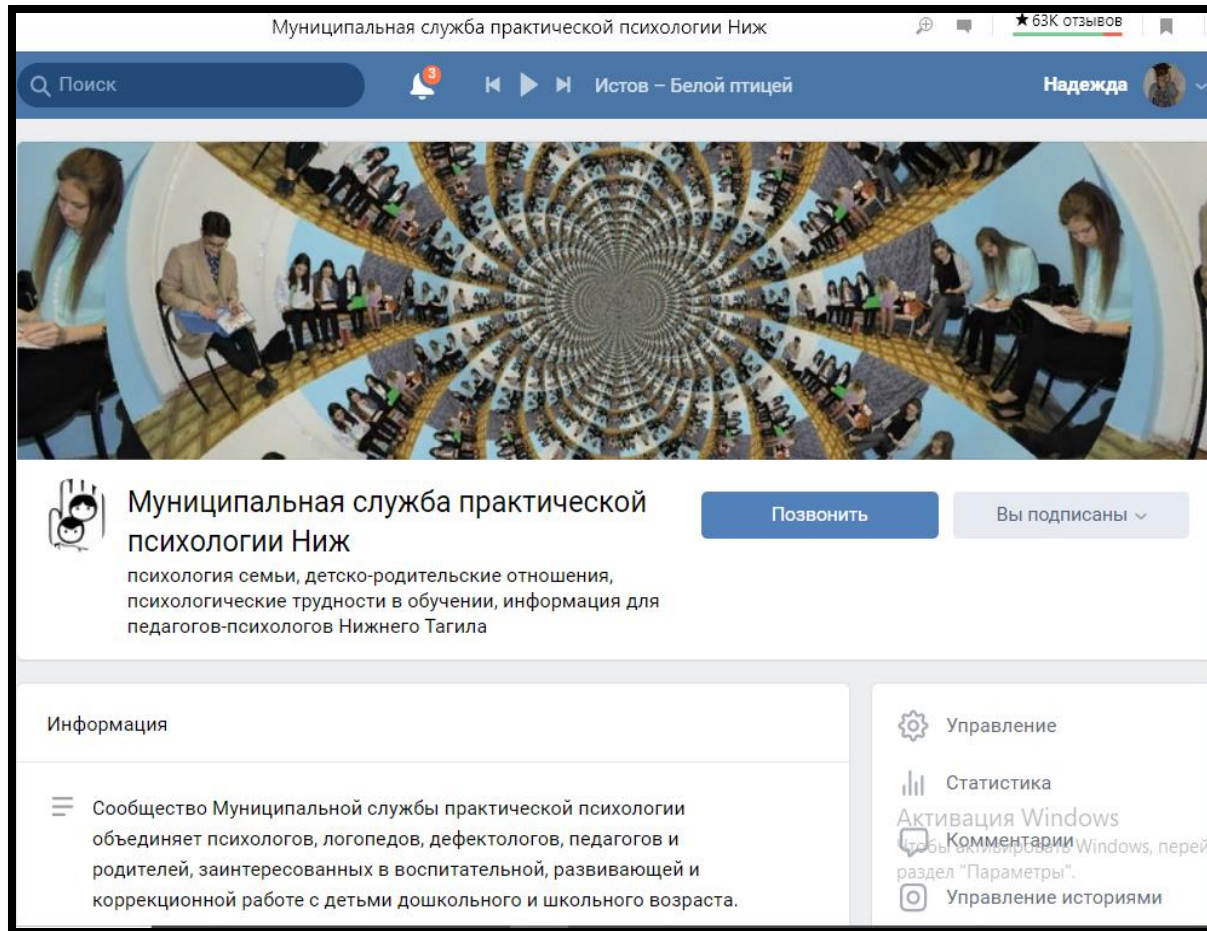 Муниципальная служба практической психологии Ниж
★ 63К отзывов
Поиск
3
Истов – Белой птицей
Надежда
Муниципальная служба практической
психологии Ниж
психология семьи, детско-родительские отношения,
психологические трудности в обучении, информация для
педагогов-психологов Нижнего Тагила
Позвонить
Вы подписаны
Информация
Сообщество Муниципальной службы практической психологии
объединяет психологов, логопедов, дефектологов, педагогов и
родителей, заинтересованных в воспитательной, развивающей и
коррекционной работе с детьми дошкольного и школьного возраста.
Управление
Статистика
Активация Windows
Комментарии
Чтобы активировать Windows, перей
раздел "Параметры".
Управление историями